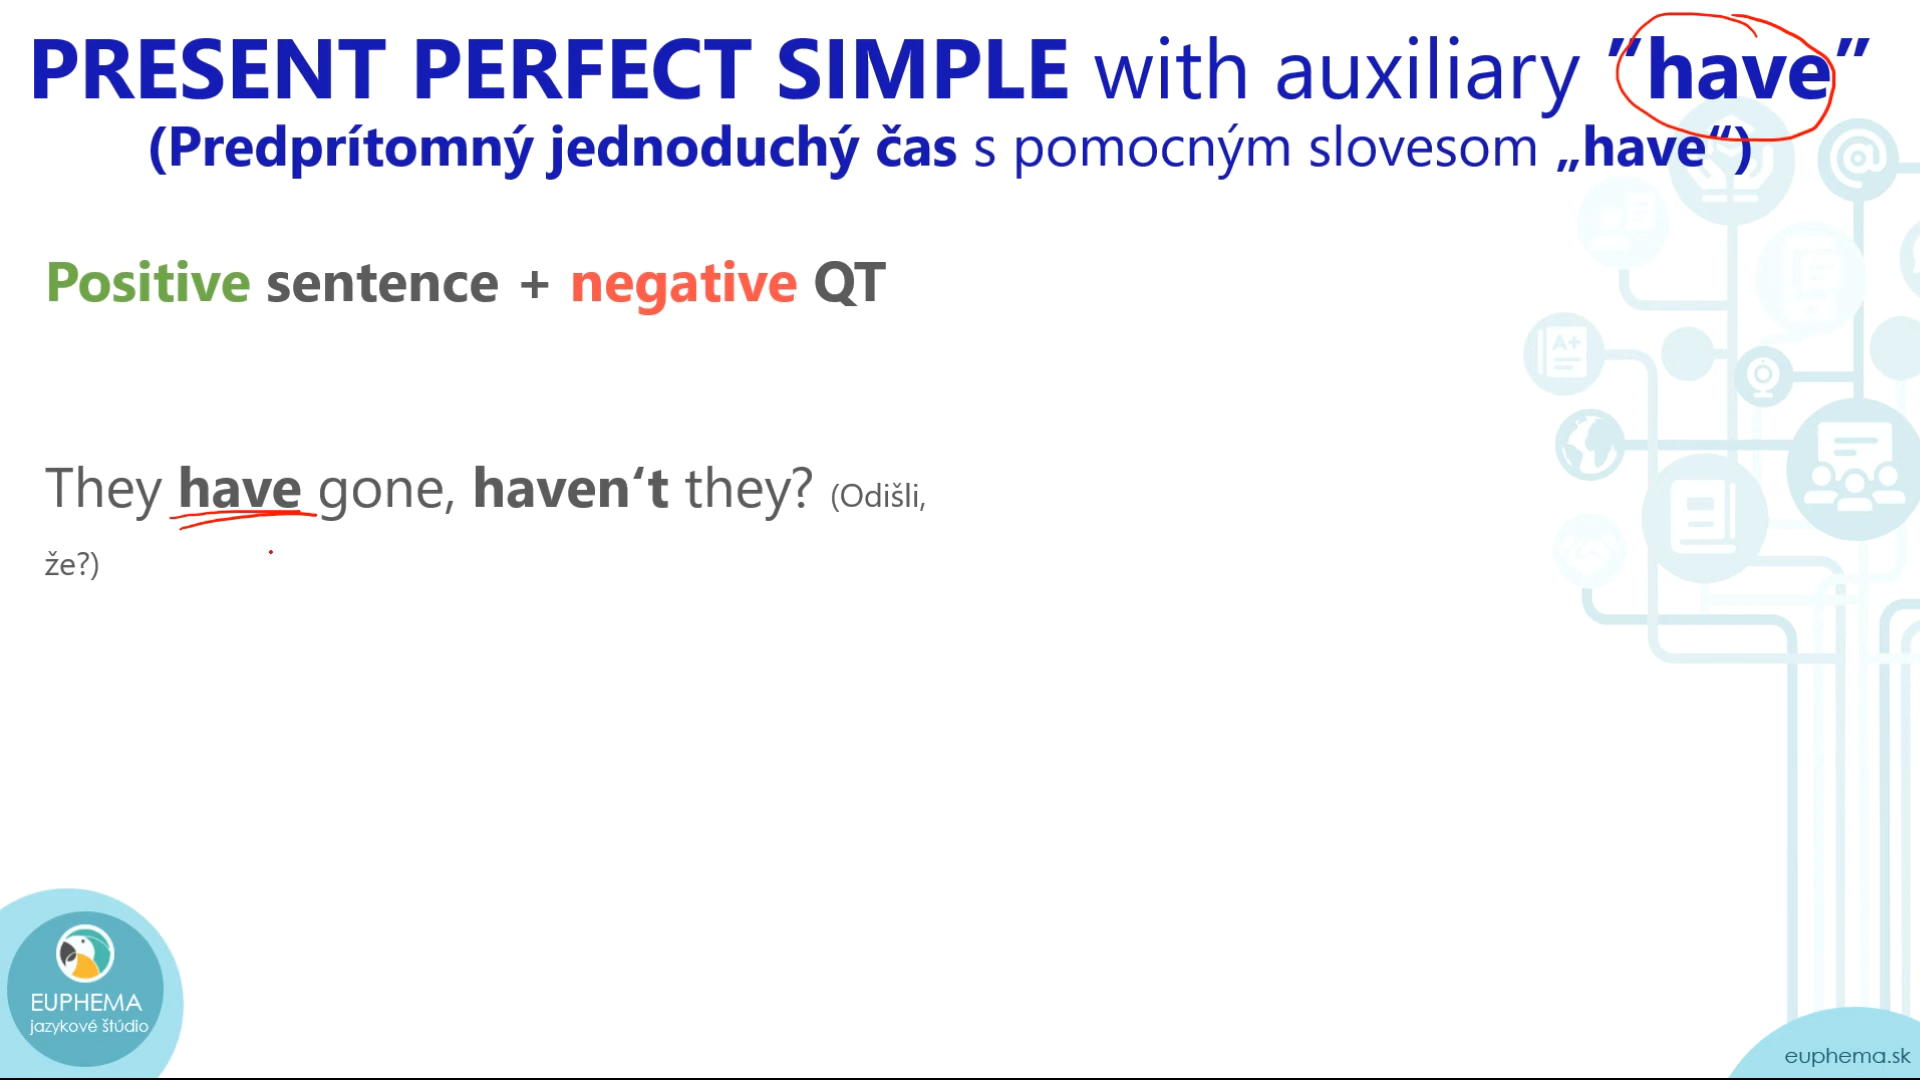 PRESENT PERFECT SIMPLE with auxiliary ”have”
(Predprítomný jednoduchý čas s pomocným slovesom „have“)
Positive sentence + negative QT
They have gone, haven‘t they? (Odišli,
že?)
A+
EUPHEMA
jazykové štúdio
euphema.sk